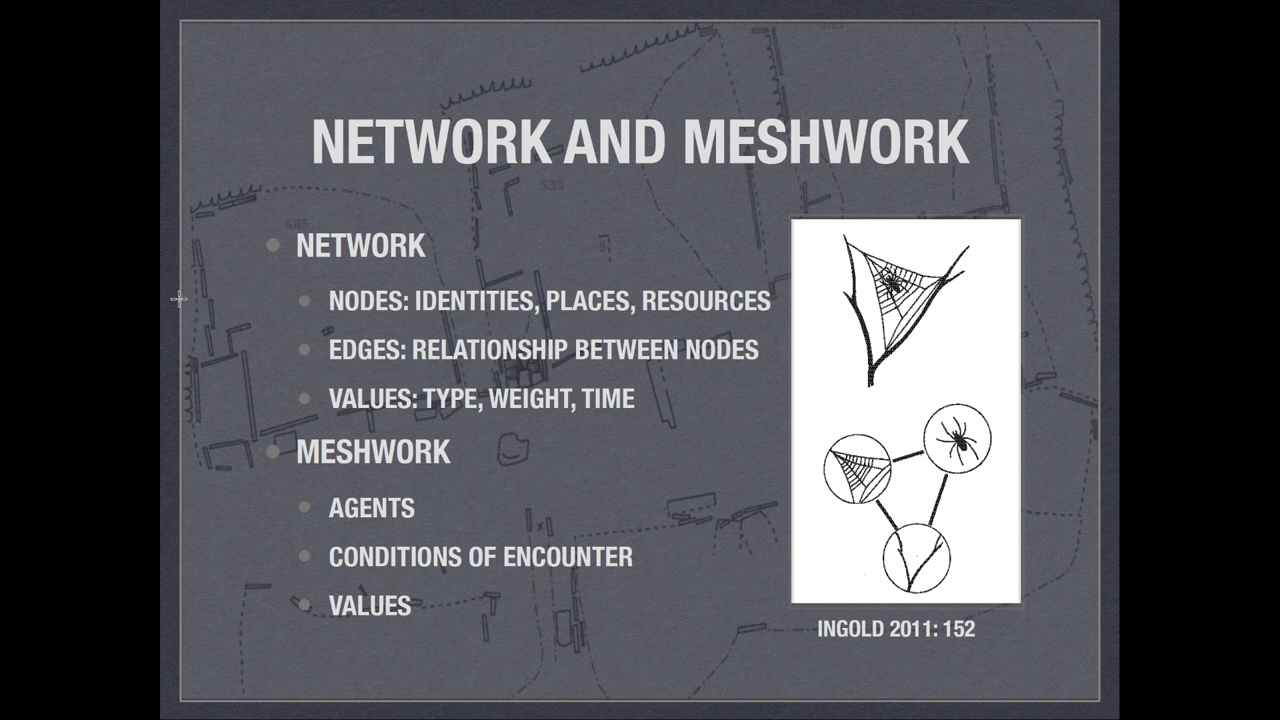 NETWORK AND MESHWORK
NETWORK
NODES: IDENTITIES, PLACES, RESOURCES
EDGES: RELATIONSHIP BETWEEN NODES
VALUES: TYPE, WEIGHT, TIME
MESHWORK
AGENTS
CONDITIONS OF ENCOUNTER
VALUES
INGOLD 2011: 152